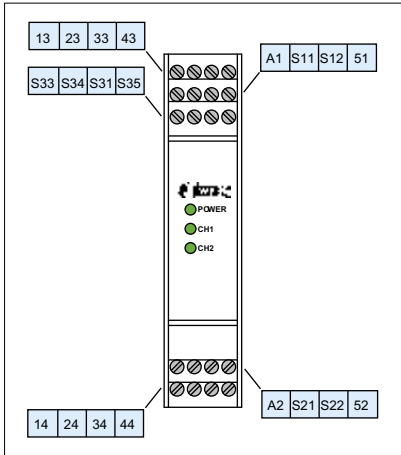 13 23 33 43
A1 S11 S12 51
S33 S34 S31 S35
POWER
CH1
CH2
A2 S21 S22 52
14 24 34 44